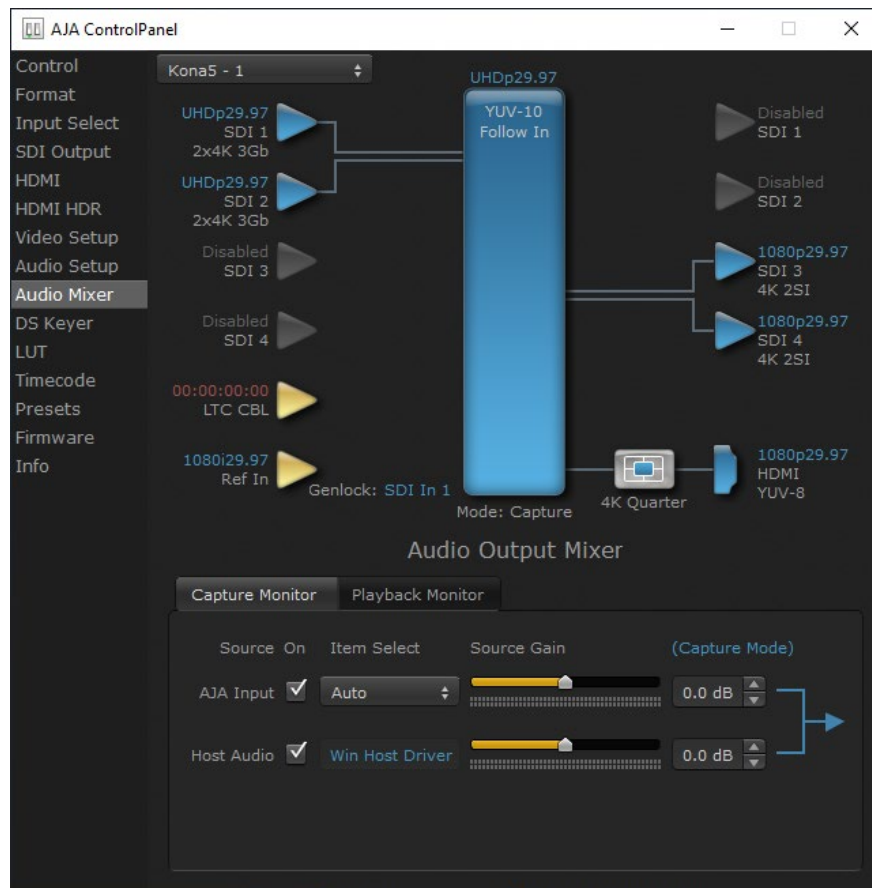 AJA ControlPanel
Control
Format
Input Select
SDI Output
HDMI
HDMI HDR
Video Setup
Audio Setup
Audio Mixer
DS Keyer
LUT
Timecode
Presets
Firmware
Info
Kona5 - 1
UHDp29.97
SDI 1
2x4K 3Gb
UHDp29.97
SDI 2
2x4K 3Gb
Disabled
SDI 3
Disabled
SDI 4
00:00:00:00
LTC CBL
1080i29.97
Ref In
Genlock: SDI In 1
UHDp29.97
YUV-10
Follow In
Mode: Capture
Disabled
SDI 1
Disabled
SDI 2
1080p29.97
SDI 3
4K 2SI
1080p29.97
SDI 4
4K 2SI
4K Quarter
1080p29.97
HDMI
YUV-8
Audio Output Mixer
Capture Monitor Playback Monitor
Source On Item Select Source Gain (Capture Mode)
AJA Input Auto 0.0 dB
Host Audio Win Host Driver 0.0 dB